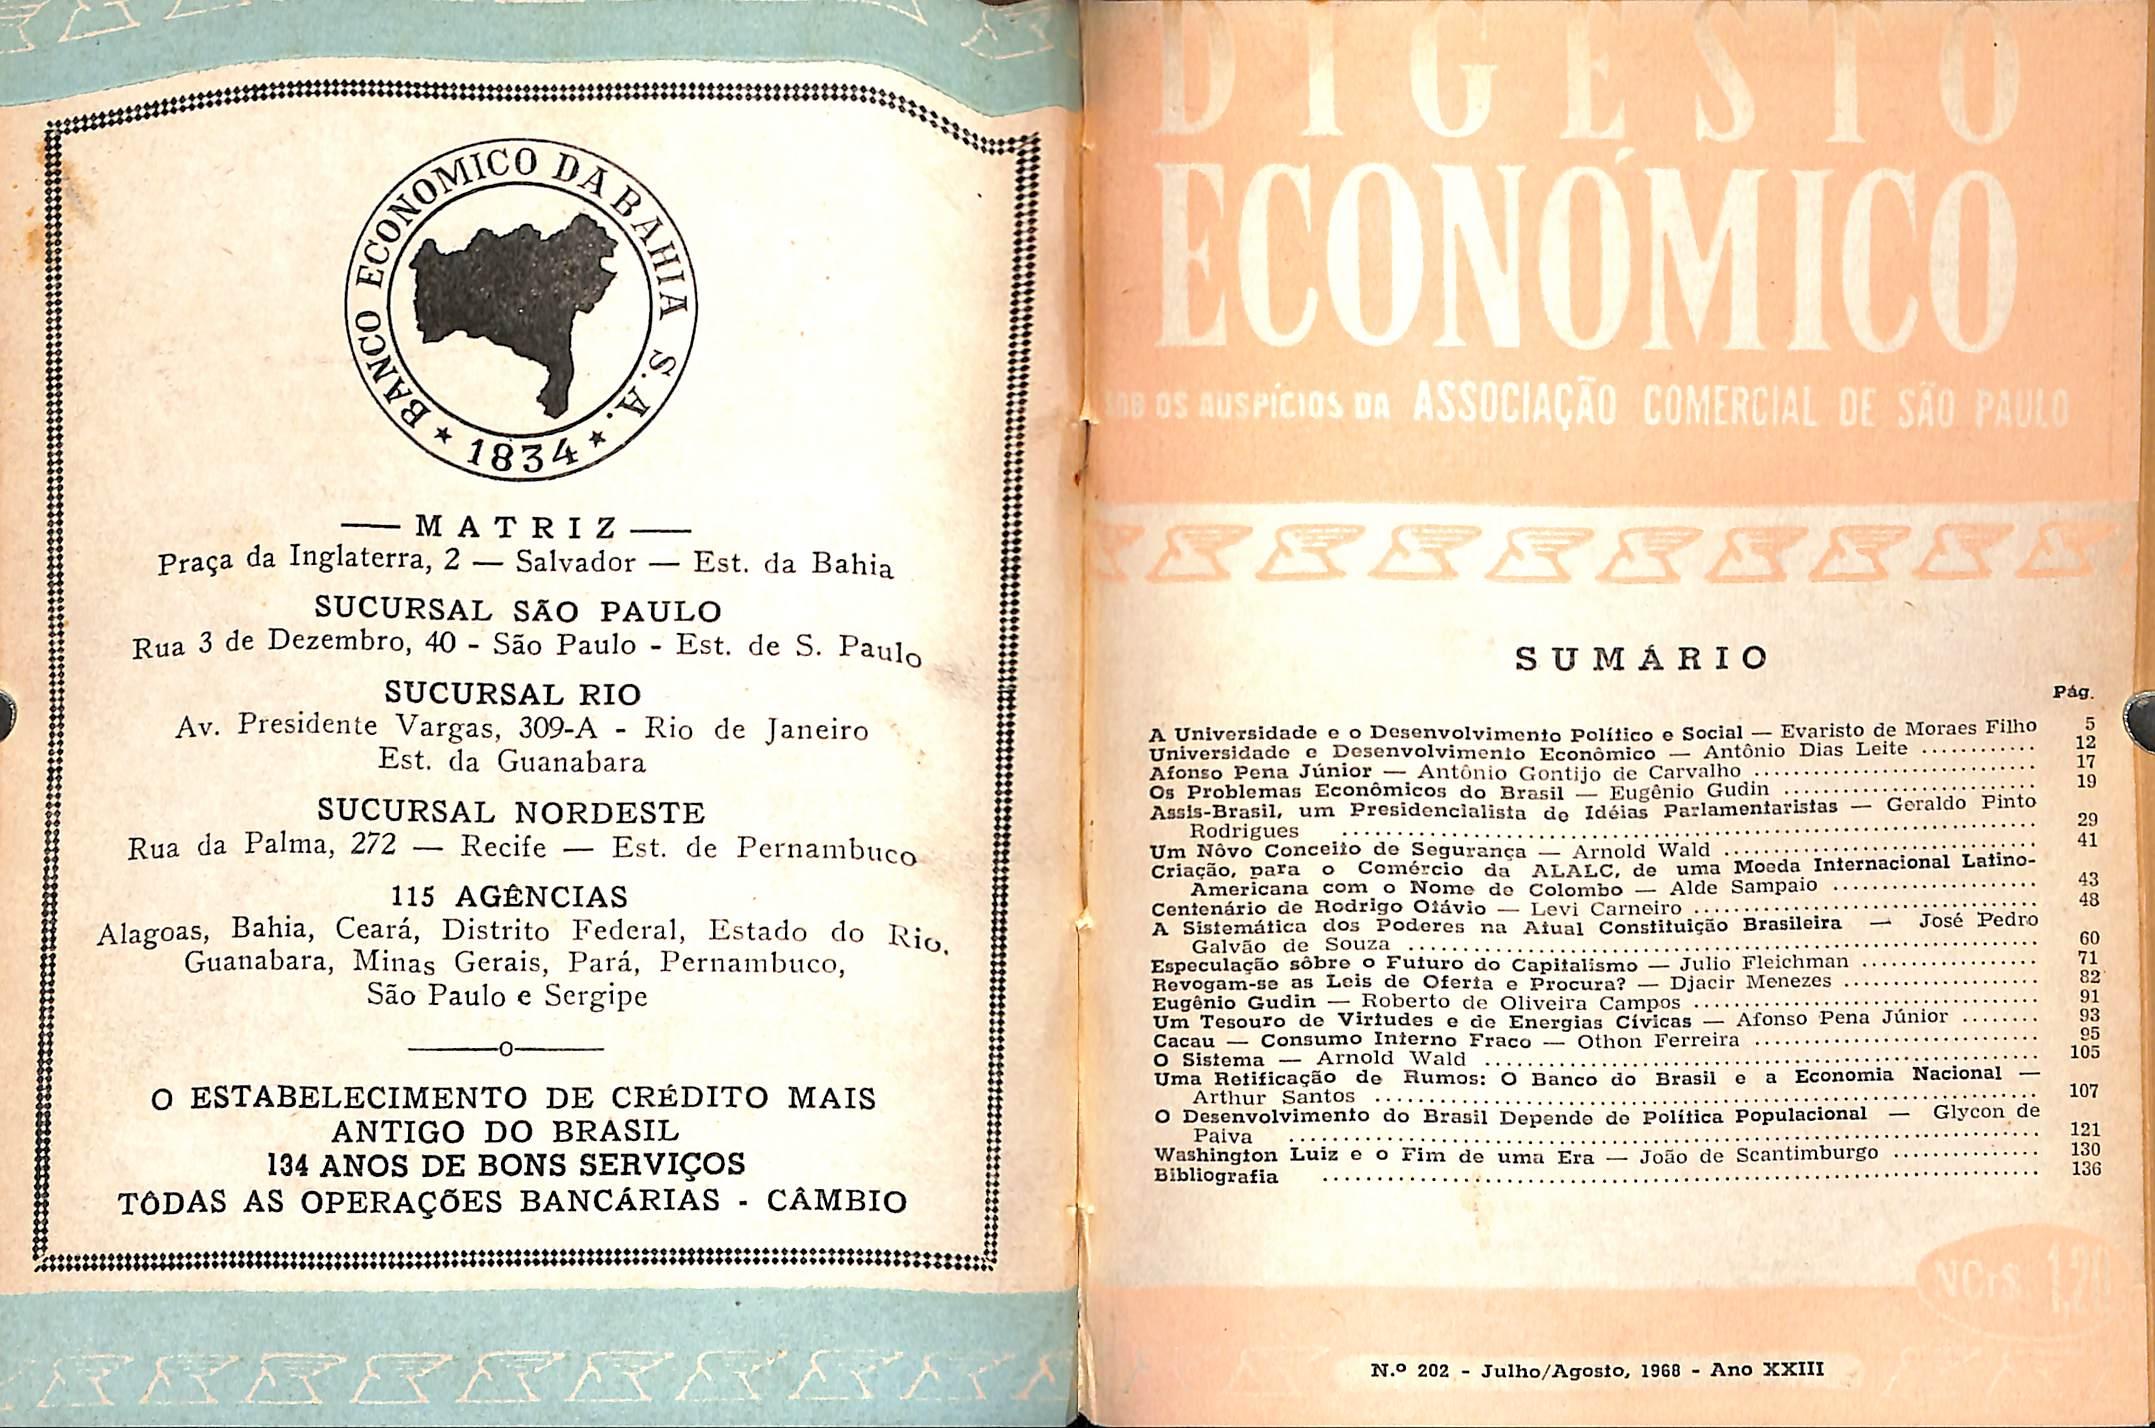 BANCO ECONOMICO DA BAHIA S.A.
★ 1834 ★
— MATRIZ —
Praça da Inglaterra, 2 — Salvador — Est. da Bahia
SUCURSAL SÃO PAULO
Rua 3 de Dezembro, 40 - São Paulo - Est. de S. Paulo
SUCURSAL RIO
Av. Presidente Vargas, 309-A - Rio de Janeiro
Est. da Guanabara
SUCURSAL NORDESTE
Rua da Palma, 272 — Recife — Est. de Pernambuco
115 AGÊNCIAS
Alagoas, Bahia, Ceará, Distrito Federal, Estado do Rio,
Guanabara, Minas Gerais, Pará, Pernambuco,
São Paulo e Sergipe
——o——
O ESTABELECIMENTO DE CRÉDITO MAIS
ANTIGO DO BRASIL
134 ANOS DE BONS SERVIÇOS
TÔDAS AS OPERAÇÕES BANCÁRIAS - CÂMBIO
DIGESTO
ECONÓMICO
SOB OS AUSPÍCIOS DA ASSOCIAÇÃO COMERCIAL DE SÃO PAULO
SUMÁRIO
Pág.
A Universidade e o Desenvolvimento Político e Social — Evaristo de Moraes Filho 5
Universidade e Desenvolvimento Econômico — Antônio Dias Leite ............ 12
Afonso Pena Júnior — Antônio Gontijo de Carvalho ............ 17
Os Problemas Econômicos do Brasil — Eugênio Gudin ............ 19
Assis-Brasil, um Presidencialista de Idéias Parlamentaristas — Geraldo Pinto
Rodrigues ............ 29
Um Nôvo Conceito de Segurança — Arnold Wald ............ 41
Criação, para o Comércio da ALALC, de uma Moeda Internacional Latino-
Americana com o Nome de Colombo — Alde Sampaio ............ 43
Centenário de Rodrigo Otávio — Levi Carneiro ............ 48
A Sistemática dos Poderes na Atual Constituição Brasileira — José Pedro
Galvão de Souza ............ 60
Especulação sôbre o Futuro do Capitalismo — Julio Fleichman ............ 71
Revogam-se as Leis de Oferta e Procura? — Djacir Menezes ............ 82
Eugênio Gudin — Roberto de Oliveira Campos ............ 91
Um Tesouro de Virtudes e de Energias Cívicas — Afonso Pena Júnior ........ 93
Cacau — Consumo Interno Fraco — Othon Ferreira ............ 95
O Sistema — Arnold Wald ............ 105
Uma Retificação de Rumos: O Banco do Brasil e a Economia Nacional —
Arthur Santos ............ 107
O Desenvolvimento do Brasil Depende de Política Populacional — Glycon de
Paiva ............ 121
Washington Luiz e o Fim de uma Era — João de Scantimburgo ............ 130
Bibliografia ............ 136
NCr$ 1,20
N.º 202 - Julho/Agosto, 1968 - Ano XXIII